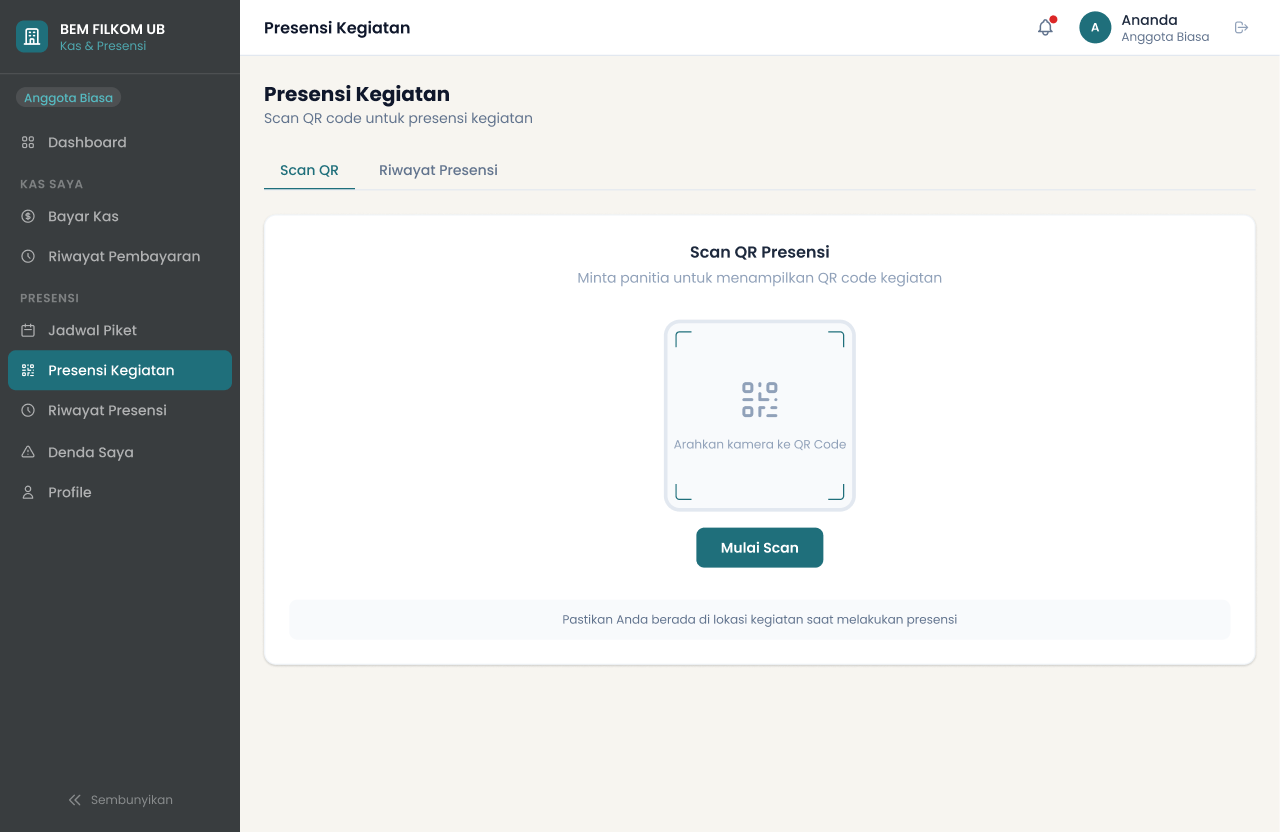 BEM FILKOM UB
Kas & Presensi
Anggota Biasa
Dashboard
KAS SAYA
Bayar Kas
Riwayat Pembayaran
PRESENSI
Jadwal Piket
Presensi Kegiatan
Riwayat Presensi
Denda Saya
Profile
Sembunyikan
Presensi Kegiatan
A
Ananda
Anggota Biasa
Presensi Kegiatan
Scan QR code untuk presensi kegiatan
Scan QR
Riwayat Presensi
Scan QR Presensi
Minta panitia untuk menampilkan QR code kegiatan
Arahkan kamera ke QR Code
Mulai Scan
Pastikan Anda berada di lokasi kegiatan saat melakukan presensi